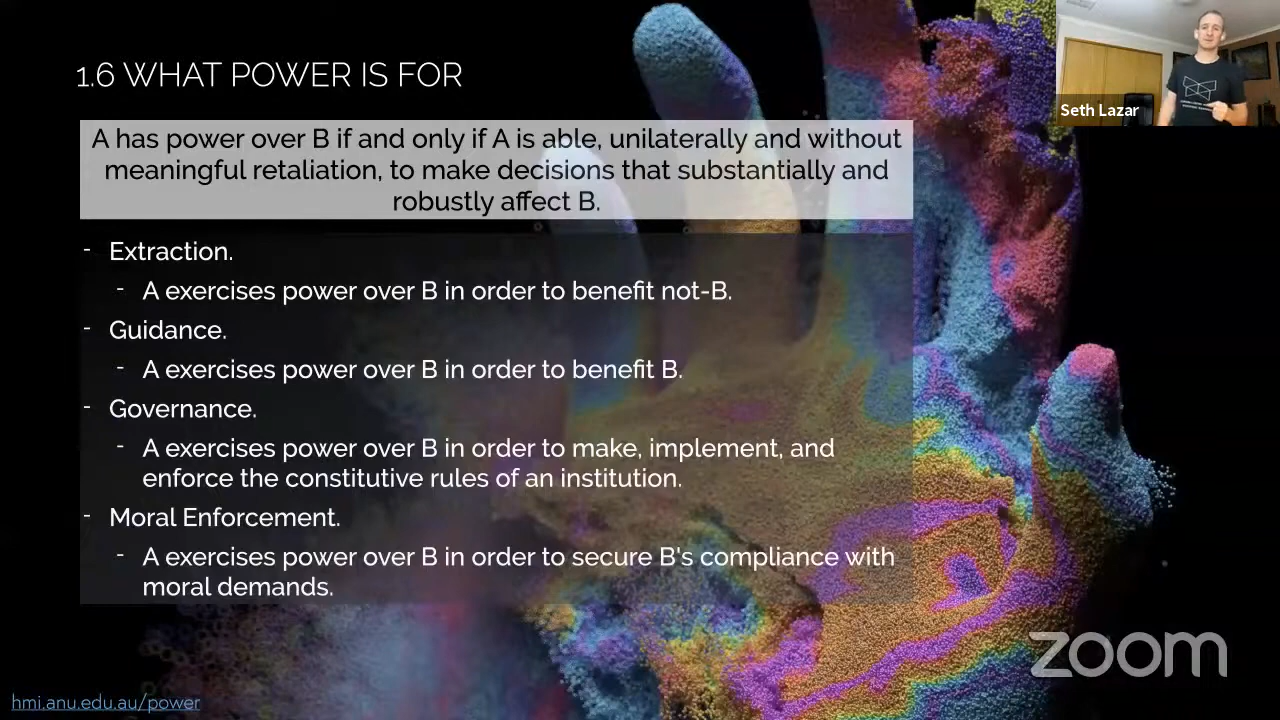 1.6 WHAT POWER IS FOR
Seth Lazar
A has power over B if and only if A is able, unilaterally and without
meaningful retaliation, to make decisions that substantially and
robustly affect B.
- Extraction.
- A exercises power over B in order to benefit not-B.
- Guidance.
- A exercises power over B in order to benefit B.
- Governance.
- A exercises power over B in order to make, implement, and
enforce the constitutive rules of an institution.
- Moral Enforcement.
- A exercises power over B in order to secure B's compliance with
moral demands.
zoom
hmi.anu.edu.au/power